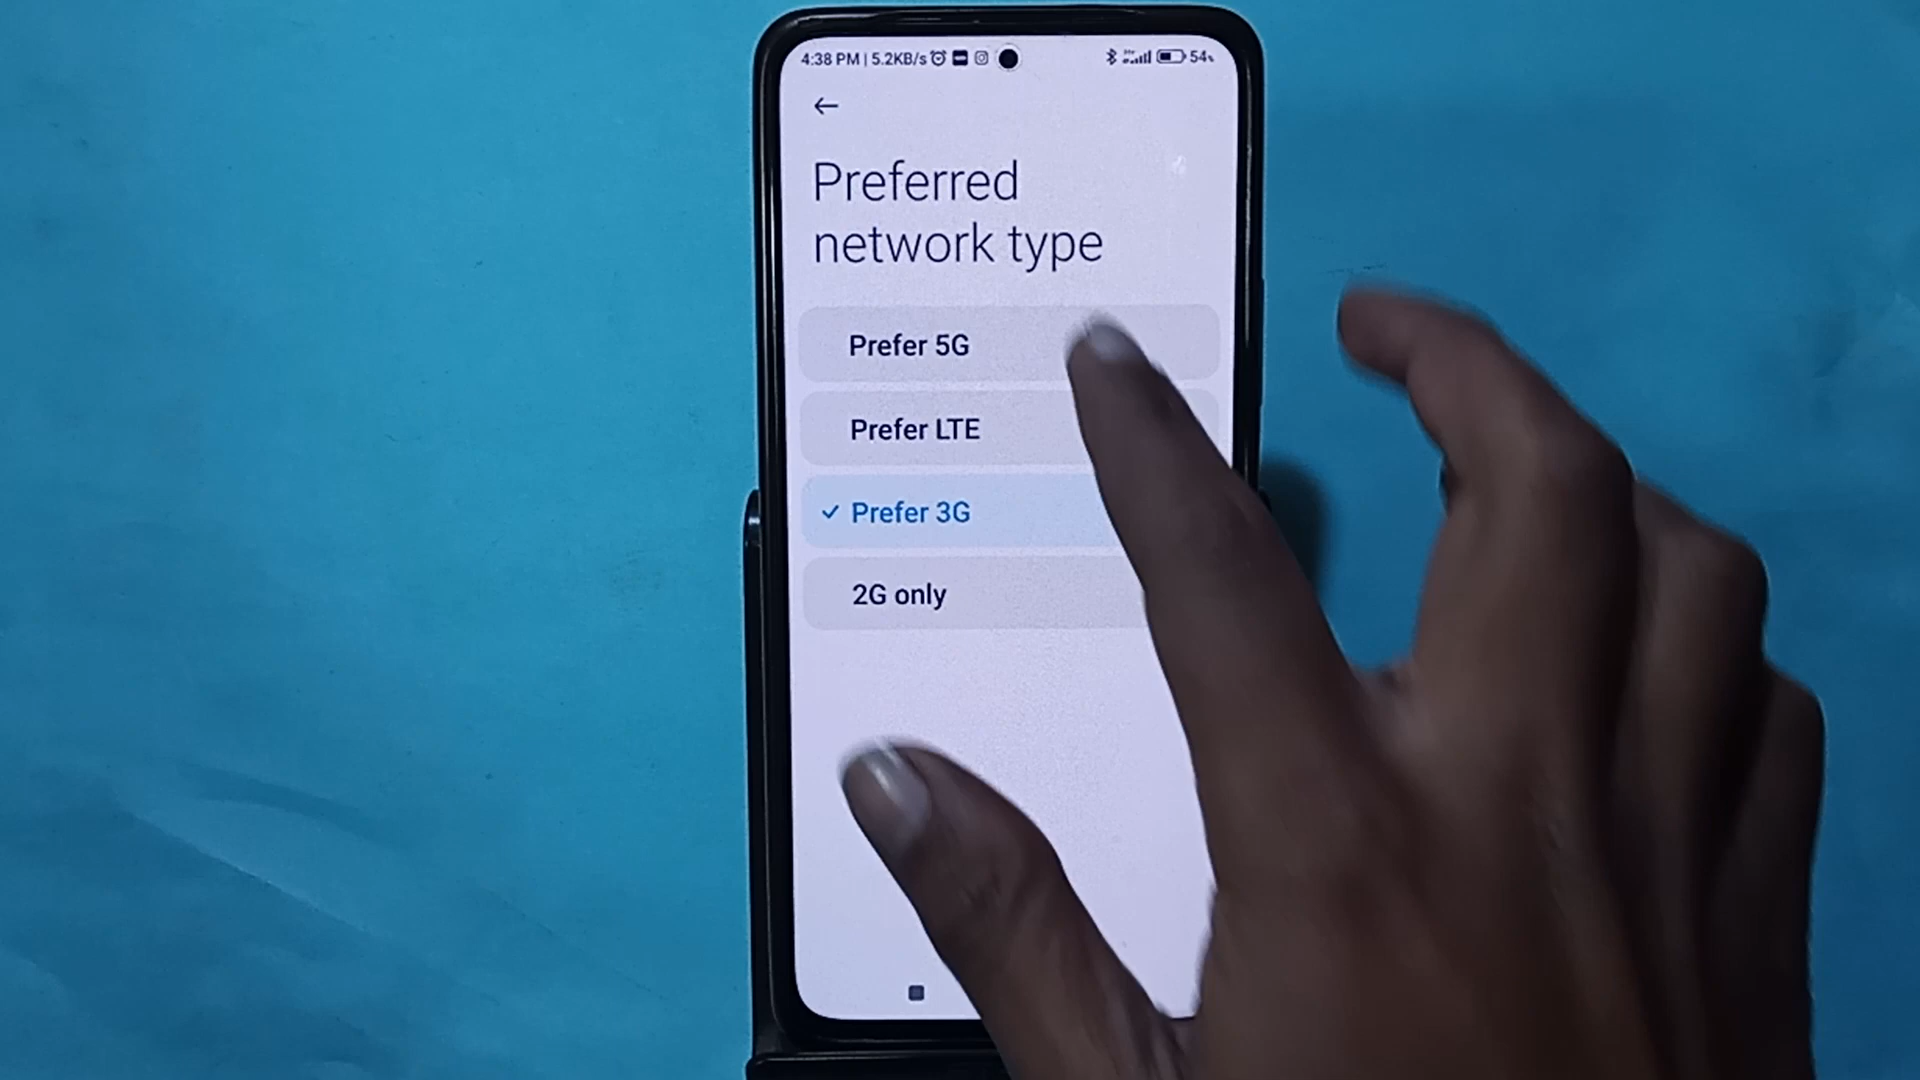 4:38 PM | 5.2KB/s 54
Preferred
network type
Prefer 5G
Prefer LTE
Prefer 3G
2G only